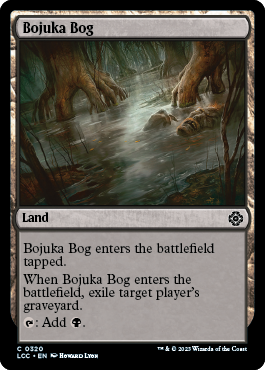 Bojuka Bog
Land
Bojuka Bog enters the battlefield
tapped.
When Bojuka Bog enters the
battlefield, exile target player's
graveyard.
: Add .
C 0320
LCC • EN Howard Lyon
™ & © 2023 Wizards of the Coast